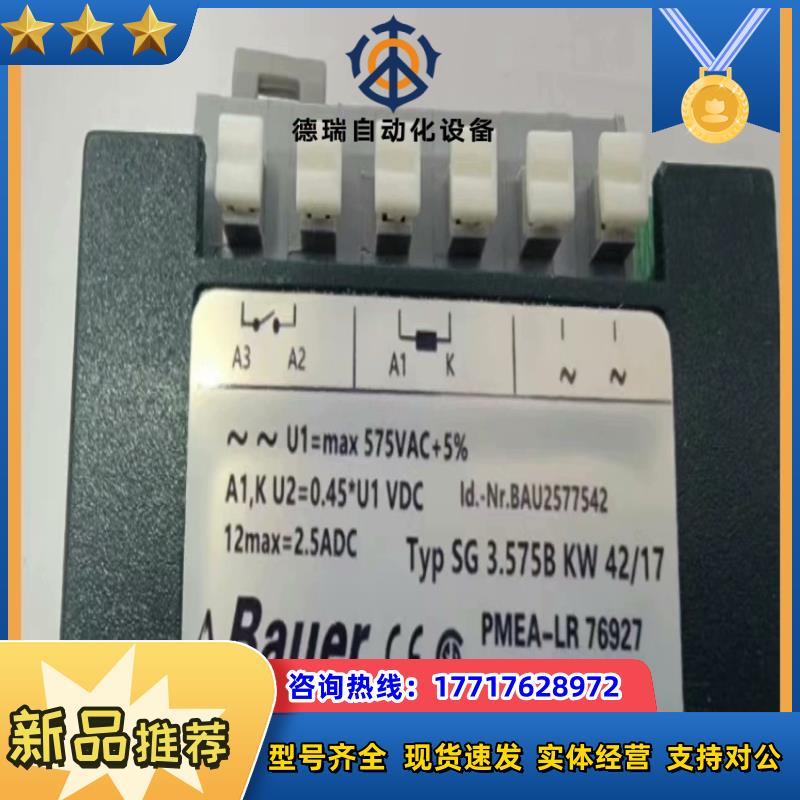 德瑞自动化设备
A3 A2 A1 K ~ ~
~ ~ U1=max 575VAC+5%
A1,K U2=0.45*U1 VDC Id.-Nr.BAU2577542
12max=2.5ADC Typ SG 3.575B KW 42/17
Bauer CE PMEA-LR 76927
咨询热线：17717628972
新品推荐
型号齐全 现货速发 实体经营 支持对公